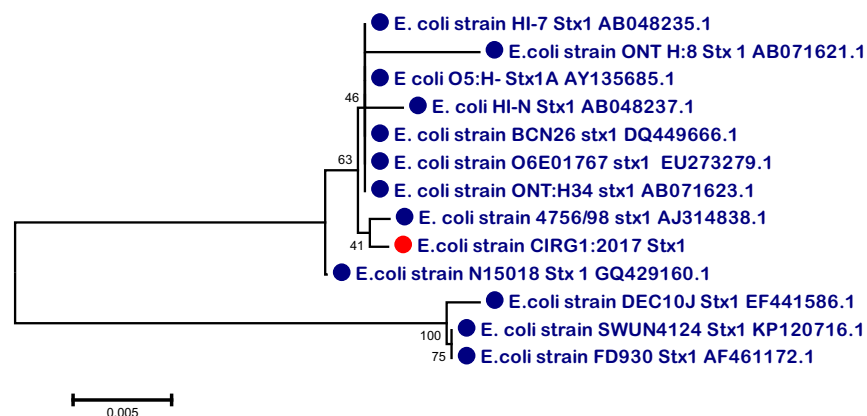 E. coli strain HI-7 Stx1 AB048235.1
E.coli strain ONT H:8 Stx 1 AB071621.1
E coli O5:H- Stx1A AY135685.1
46
E. coli HI-N Stx1 AB048237.1
E. coli strain BCN26 stx1 DQ449666.1
63
E. coli strain O6E01767 stx1 EU273279.1
E. coli strain ONT:H34 stx1 AB071623.1
E. coli strain 4756/98 stx1 AJ314838.1
41
E.coli strain CIRG1:2017 Stx1
E.coli strain N15018 Stx 1 GQ429160.1
E.coli strain DEC10J Stx1 EF441586.1
100
E. coli strain SWUN4124 Stx1 KP120716.1
75
E.coli strain FD930 Stx1 AF461172.1
0.005